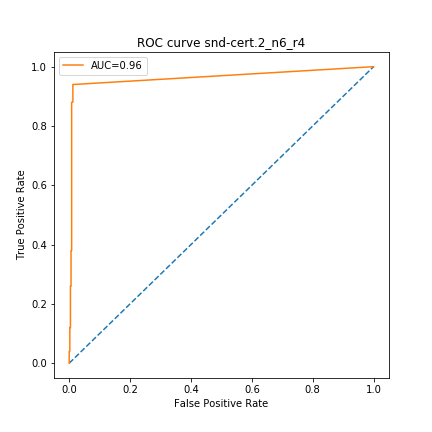 ROC curve snd-cert.2_n6_r4
AUC=0.96
True Positive Rate
1.0
0.8
0.6
0.4
0.2
0.0
0.0 0.2 0.4 0.6 0.8 1.0
False Positive Rate